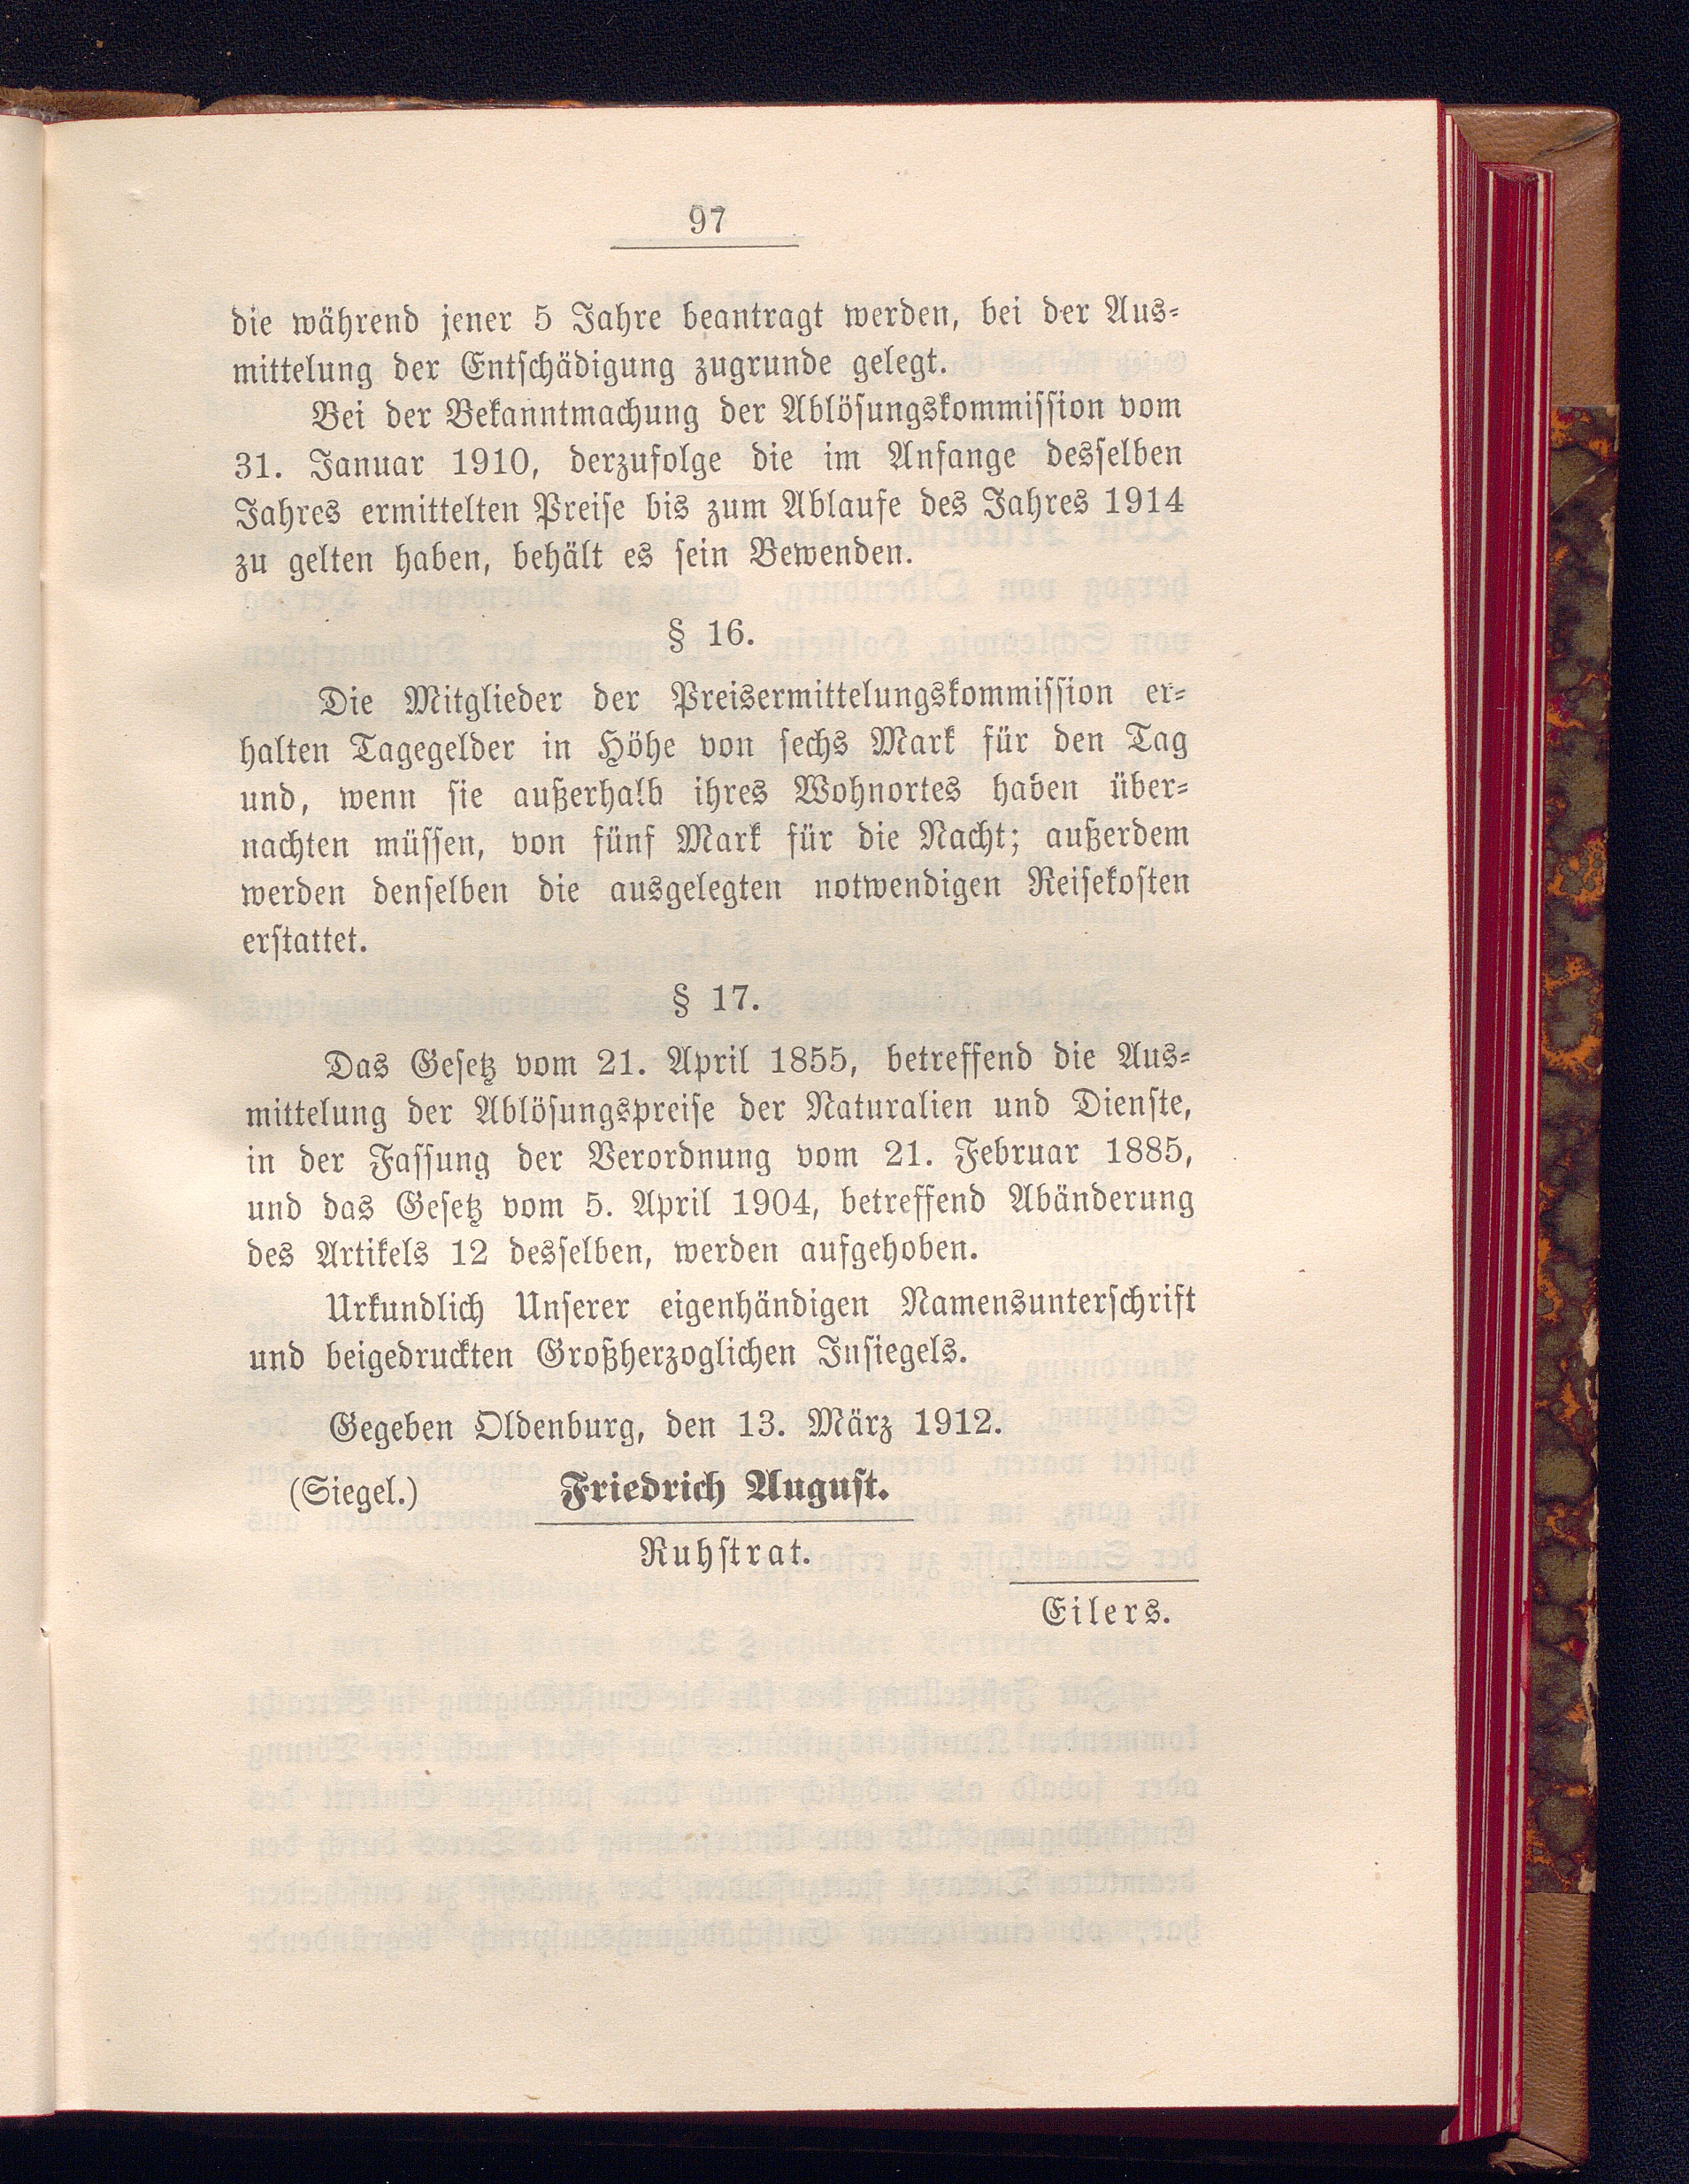 97
die während jener 5 Jahre beantragt werden, bei der Aus-
mittelung der Entschädigung zugrunde gelegt.
Bei der Bekanntmachung der Ablösungskommission vom
31. Januar 1910, derzufolge die im Anfange desselben
Jahres ermittelten Preise bis zum Ablaufe des Jahres 1914
zu gelten haben, behält es sein Bewenden.
§ 16.
Die Mitglieder der Preisermittelungskommission er-
halten Tagegelder in Höhe von sechs Mark für den Tag
und, wenn sie außerhalb ihres Wohnortes haben über-
nachten müssen, von fünf Mark für die Nacht; außerdem
werden denselben die ausgelegten notwendigen Reisekosten
erstattet.
§ 17.
Das Gesetz vom 21. April 1855, betreffend die Aus-
mittelung der Ablösungspreise der Naturalien und Dienste,
in der Fassung der Verordnung vom 21. Februar 1885,
und das Gesetz vom 5. April 1904, betreffend Abänderung
des Artikels 12 desselben, werden aufgehoben.
Urkundlich Unserer eigenhändigen Namensunterschrift
und beigedruckten Großherzoglichen Insiegels.
Gegeben Oldenburg, den 13. März 1912.
(Siegel.) Friedrich August.
Ruhstrat.
Eilers.